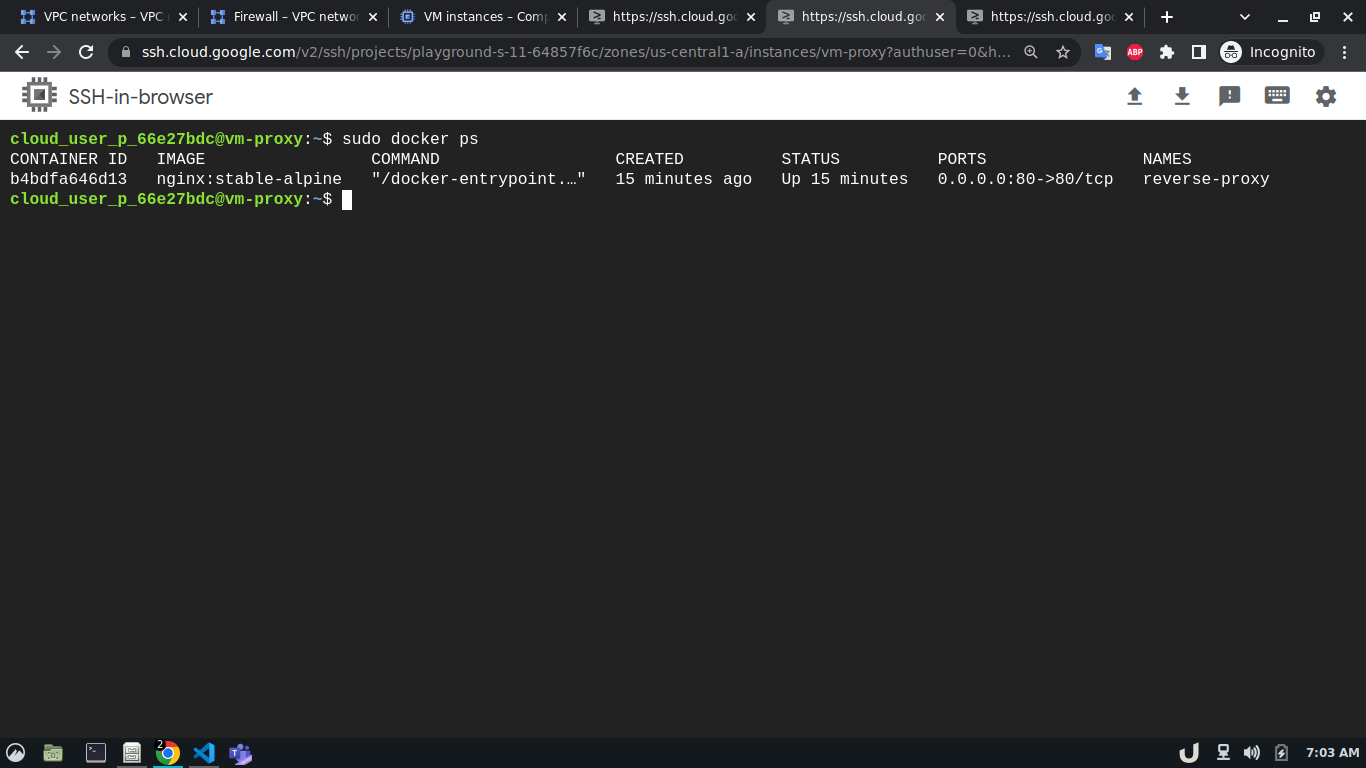 VPC networks – VPC
Firewall – VPC netwo
VM instances – Comp
https://ssh.cloud.goo
https://ssh.cloud.goo
https://ssh.cloud.goo
ssh.cloud.google.com/v2/ssh/projects/playground-s-11-64857f6c/zones/us-central1-a/instances/vm-proxy?authuser=0&h...
ABP
Incognito
SSH-in-browser
cloud_user_p_66e27bdc@vm-proxy:~$ sudo docker ps
CONTAINER ID   IMAGE                 COMMAND                  CREATED          STATUS          PORTS                NAMES
b4bdfa646d13   nginx:stable-alpine   "/docker-entrypoint.…"   15 minutes ago   Up 15 minutes   0.0.0.0:80->80/tcp   reverse-proxy
cloud_user_p_66e27bdc@vm-proxy:~$
2
7:03 AM